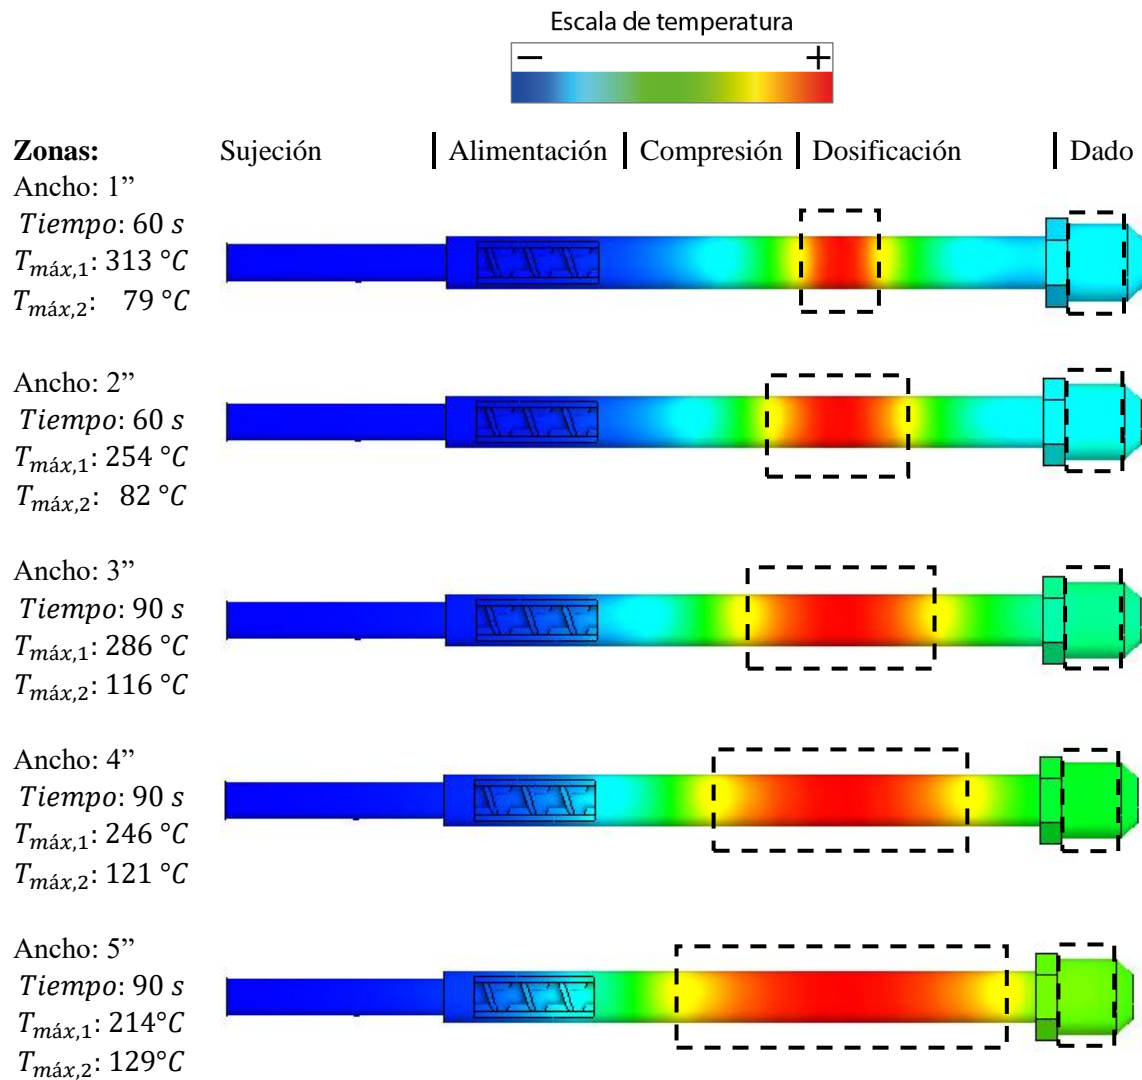 Escala de temperatura
— +
Zonas: Sujeción | Alimentación | Compresión | Dosificación | Dado
Ancho: 1”
Tiempo: 60 s
Tmáx,1: 313 °C
Tmáx,2: 79 °C
Ancho: 2”
Tiempo: 60 s
Tmáx,1: 254 °C
Tmáx,2: 82 °C
Ancho: 3”
Tiempo: 90 s
Tmáx,1: 286 °C
Tmáx,2: 116 °C
Ancho: 4”
Tiempo: 90 s
Tmáx,1: 246 °C
Tmáx,2: 121 °C
Ancho: 5”
Tiempo: 90 s
Tmáx,1: 214°C
Tmáx,2: 129°C